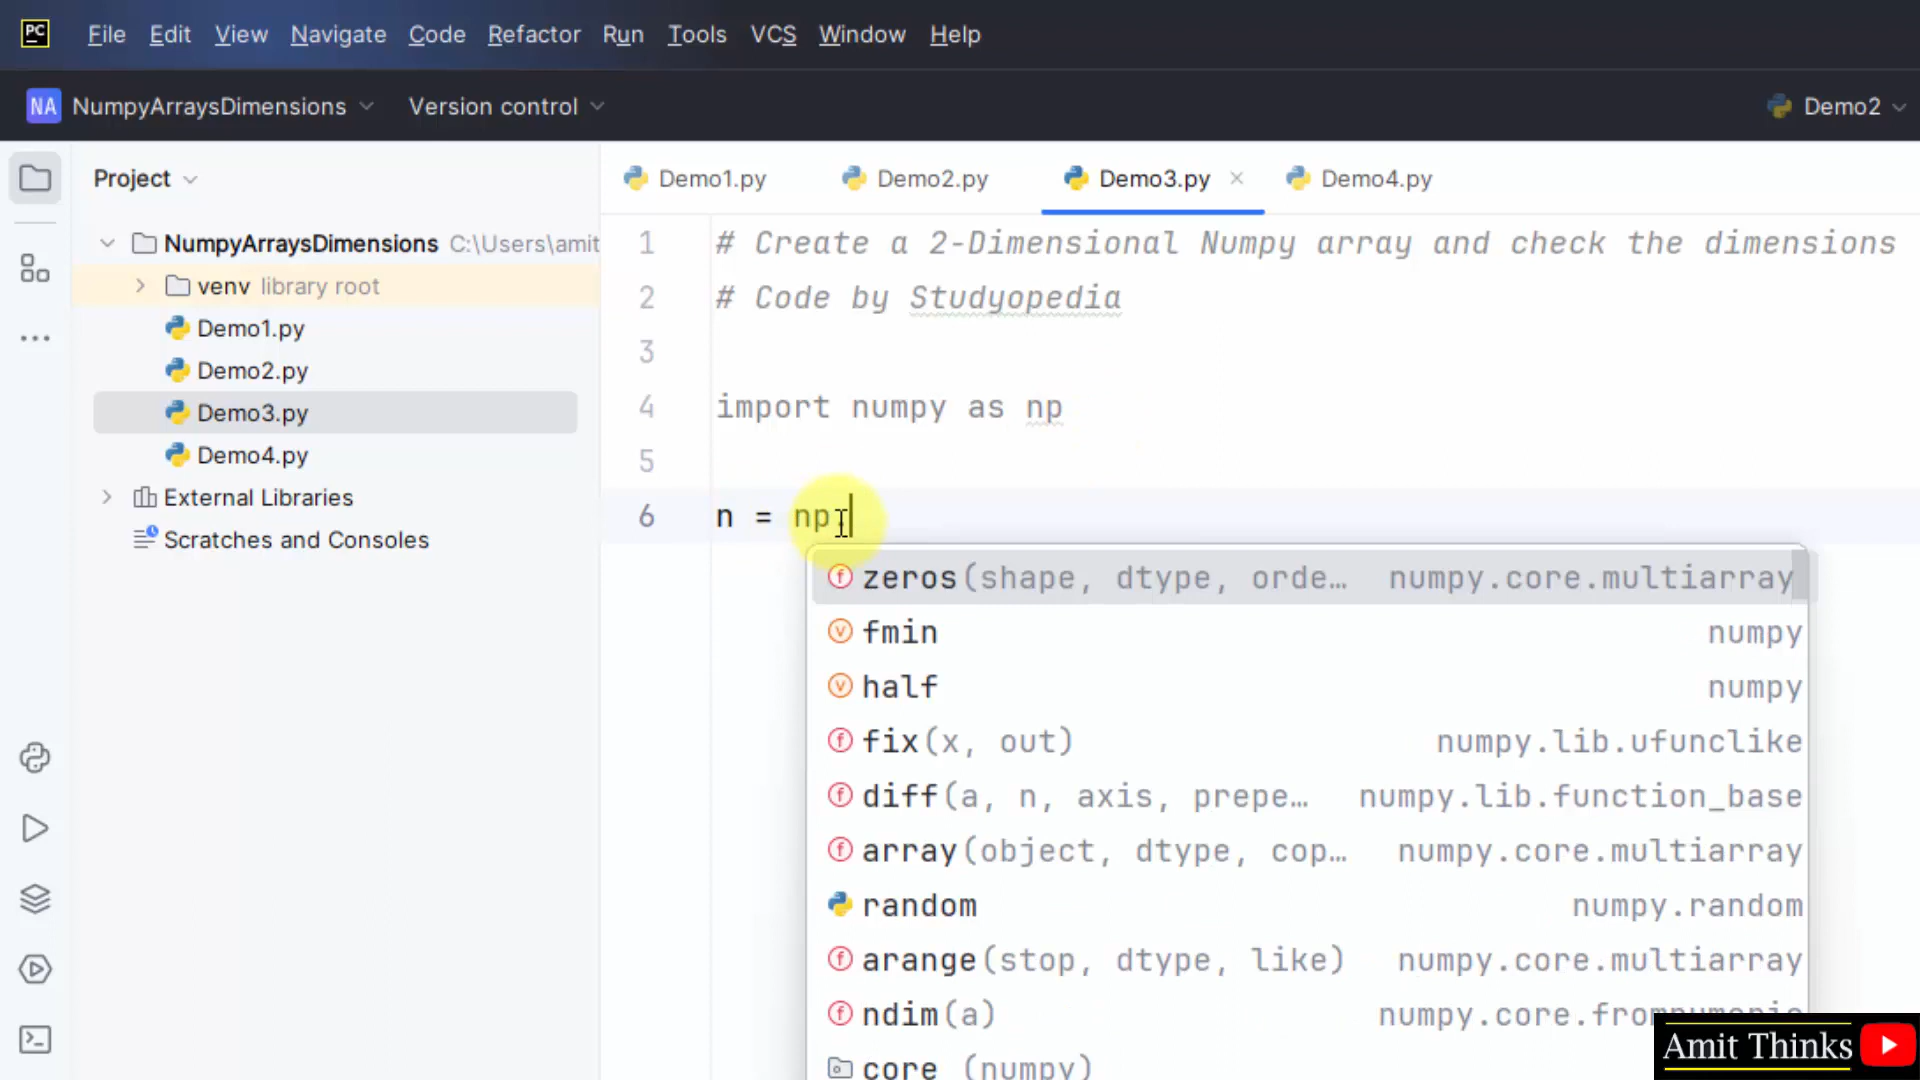 PC File Edit View Navigate Code Refactor Run Tools VCS Window Help
NA NumpyArraysDimensions Version control Demo2
Project
NumpyArraysDimensions C:\Users\amit
venv library root
Demo1.py
Demo2.py
Demo3.py
Demo4.py
External Libraries
Scratches and Consoles
Demo1.py Demo2.py Demo3.py Demo4.py
1 # Create a 2-Dimensional Numpy array and check the dimensions
2 # Code by Studyopedia
3
4 import numpy as np
5
6 n = np.
zeros(shape, dtype, orde… numpy.core.multiarray
fmin numpy
half numpy
fix(x, out) numpy.lib.ufunclike
diff(a, n, axis, prepe… numpy.lib.function_base
array(object, dtype, cop… numpy.core.multiarray
random numpy.random
arange(stop, dtype, like) numpy.core.multiarray
ndim(a) numpy.core.fromnumeric
core (numpy)
Amit Thinks